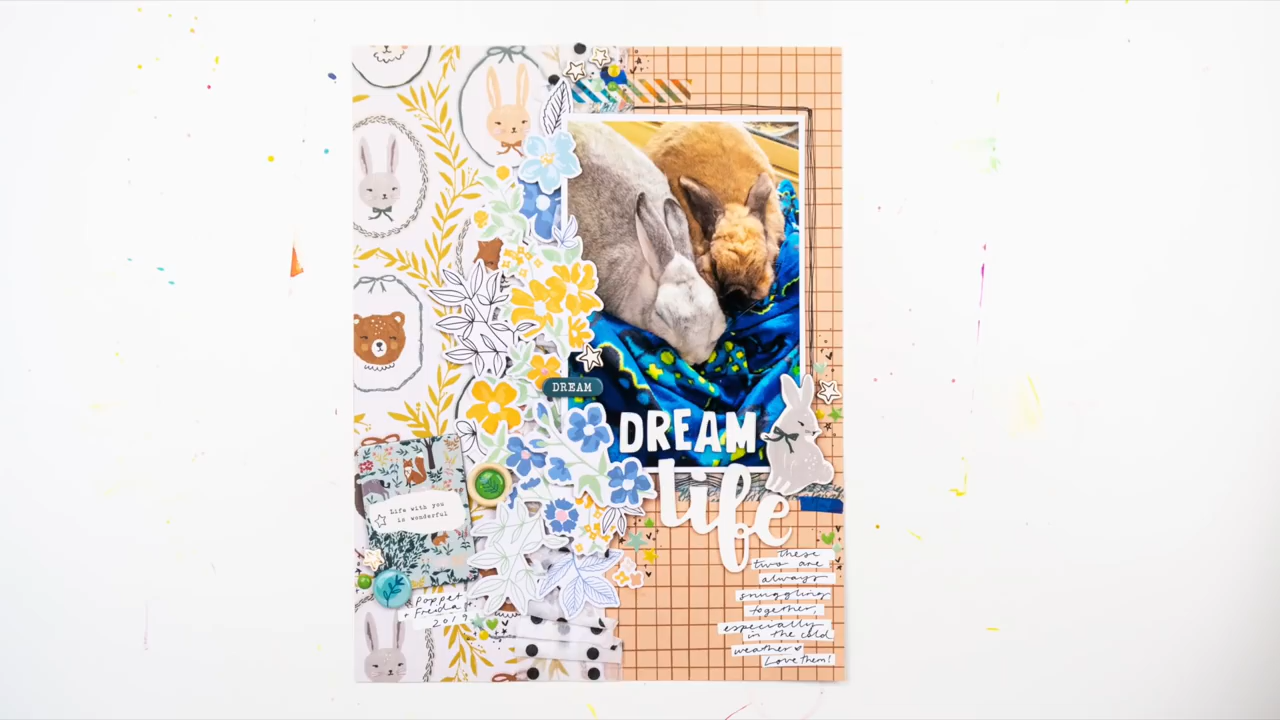 DREAM
DREAM
life
Life with you
is wonderful
Poppet
+ Freida
2019
these
two are
always
snuggling
together,
especially
in the cold
weather
Love them!